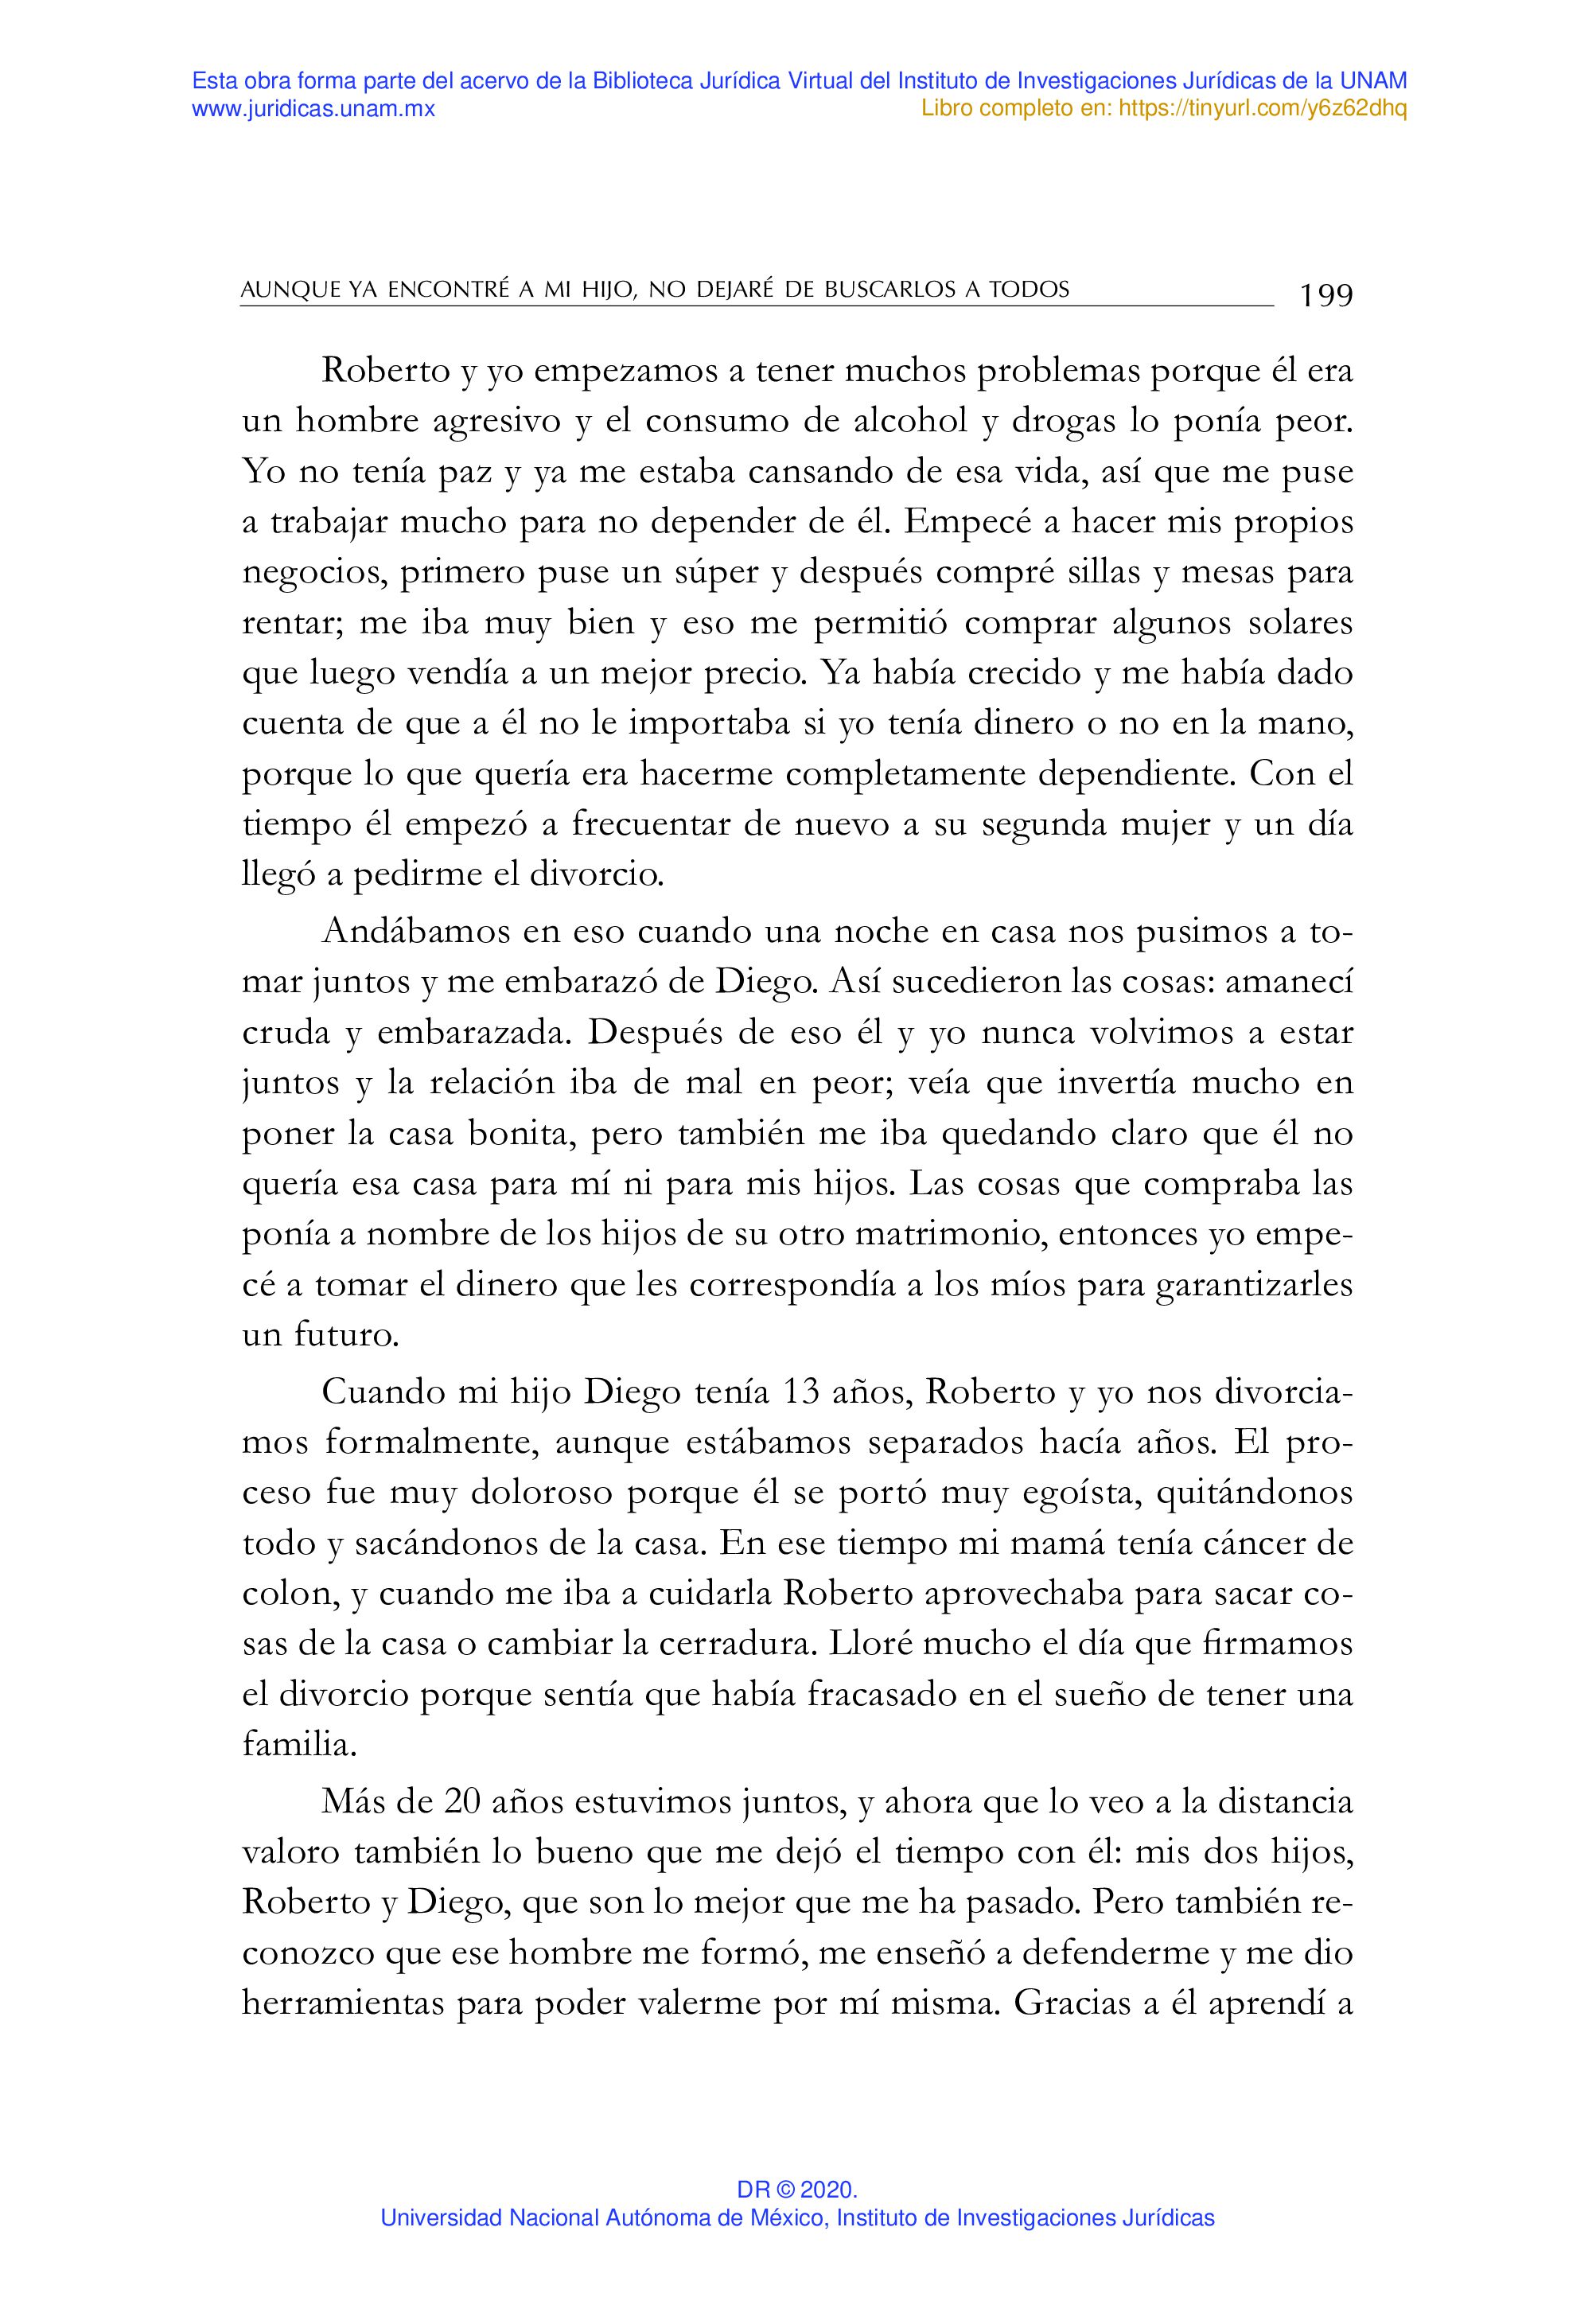 Esta obra forma parte del acervo de la Biblioteca Jurídica Virtual del Instituto de Investigaciones Jurídicas de la UNAM
www.juridicas.unam.mx Libro completo en: https://tinyurl.com/y6z62dhq
AUNQUE YA ENCONTRÉ A MI HIJO, NO DEJARÉ DE BUSCARLOS A TODOS 199
Roberto y yo empezamos a tener muchos problemas porque él era
un hombre agresivo y el consumo de alcohol y drogas lo ponía peor.
Yo no tenía paz y ya me estaba cansando de esa vida, así que me puse
a trabajar mucho para no depender de él. Empecé a hacer mis propios
negocios, primero puse un súper y después compré sillas y mesas para
rentar; me iba muy bien y eso me permitió comprar algunos solares
que luego vendía a un mejor precio. Ya había crecido y me había dado
cuenta de que a él no le importaba si yo tenía dinero o no en la mano,
porque lo que quería era hacerme completamente dependiente. Con el
tiempo él empezó a frecuentar de nuevo a su segunda mujer y un día
llegó a pedirme el divorcio.
Andábamos en eso cuando una noche en casa nos pusimos a to-
mar juntos y me embarazó de Diego. Así sucedieron las cosas: amanecí
cruda y embarazada. Después de eso él y yo nunca volvimos a estar
juntos y la relación iba de mal en peor; veía que invertía mucho en
poner la casa bonita, pero también me iba quedando claro que él no
quería esa casa para mí ni para mis hijos. Las cosas que compraba las
ponía a nombre de los hijos de su otro matrimonio, entonces yo empe-
cé a tomar el dinero que les correspondía a los míos para garantizarles
un futuro.
Cuando mi hijo Diego tenía 13 años, Roberto y yo nos divorcia-
mos formalmente, aunque estábamos separados hacía años. El pro-
ceso fue muy doloroso porque él se portó muy egoísta, quitándonos
todo y sacándonos de la casa. En ese tiempo mi mamá tenía cáncer de
colon, y cuando me iba a cuidarla Roberto aprovechaba para sacar co-
sas de la casa o cambiar la cerradura. Lloré mucho el día que firmamos
el divorcio porque sentía que había fracasado en el sueño de tener una
familia.
Más de 20 años estuvimos juntos, y ahora que lo veo a la distancia
valoro también lo bueno que me dejó el tiempo con él: mis dos hijos,
Roberto y Diego, que son lo mejor que me ha pasado. Pero también re-
conozco que ese hombre me formó, me enseñó a defenderme y me dio
herramientas para poder valerme por mí misma. Gracias a él aprendí a
DR © 2020.
Universidad Nacional Autónoma de México, Instituto de Investigaciones Jurídicas